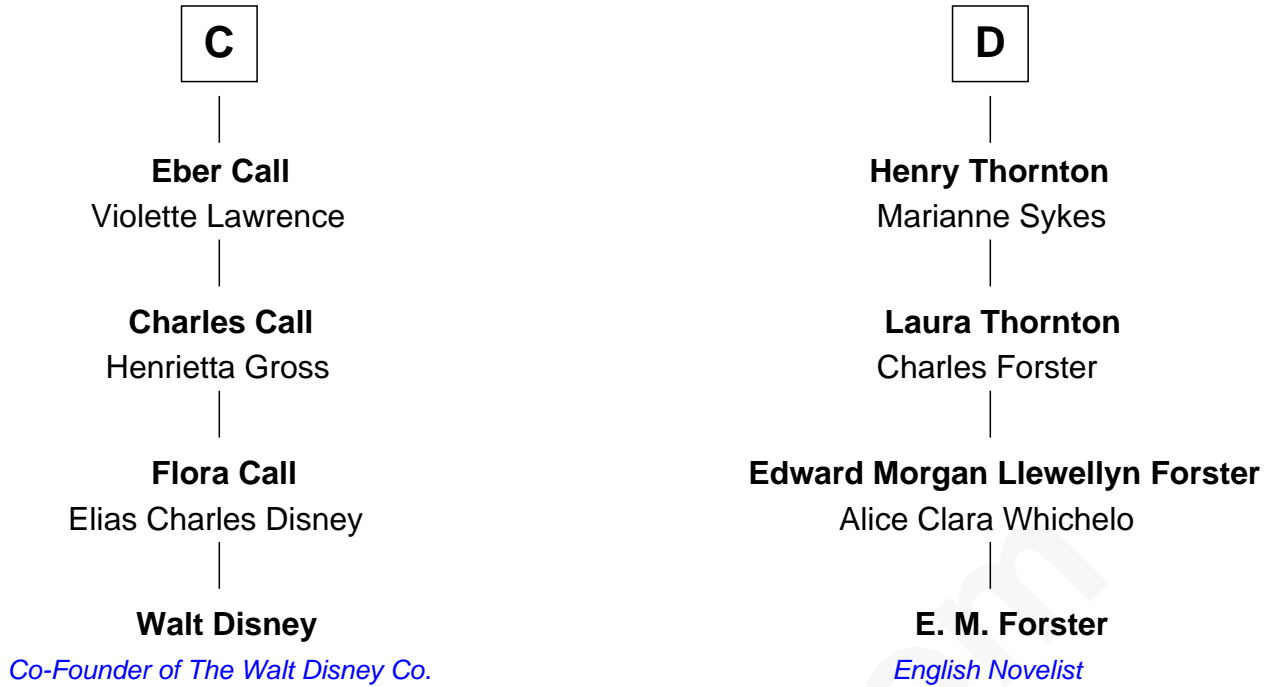 C
Eber Call
Violette Lawrence
Charles Call
Henrietta Gross
Flora Call
Elias Charles Disney
Walt Disney
Co-Founder of The Walt Disney Co.
D
Henry Thornton
Marianne Sykes
Laura Thornton
Charles Forster
Edward Morgan Llewellyn Forster
Alice Clara Whichelo
E. M. Forster
English Novelist